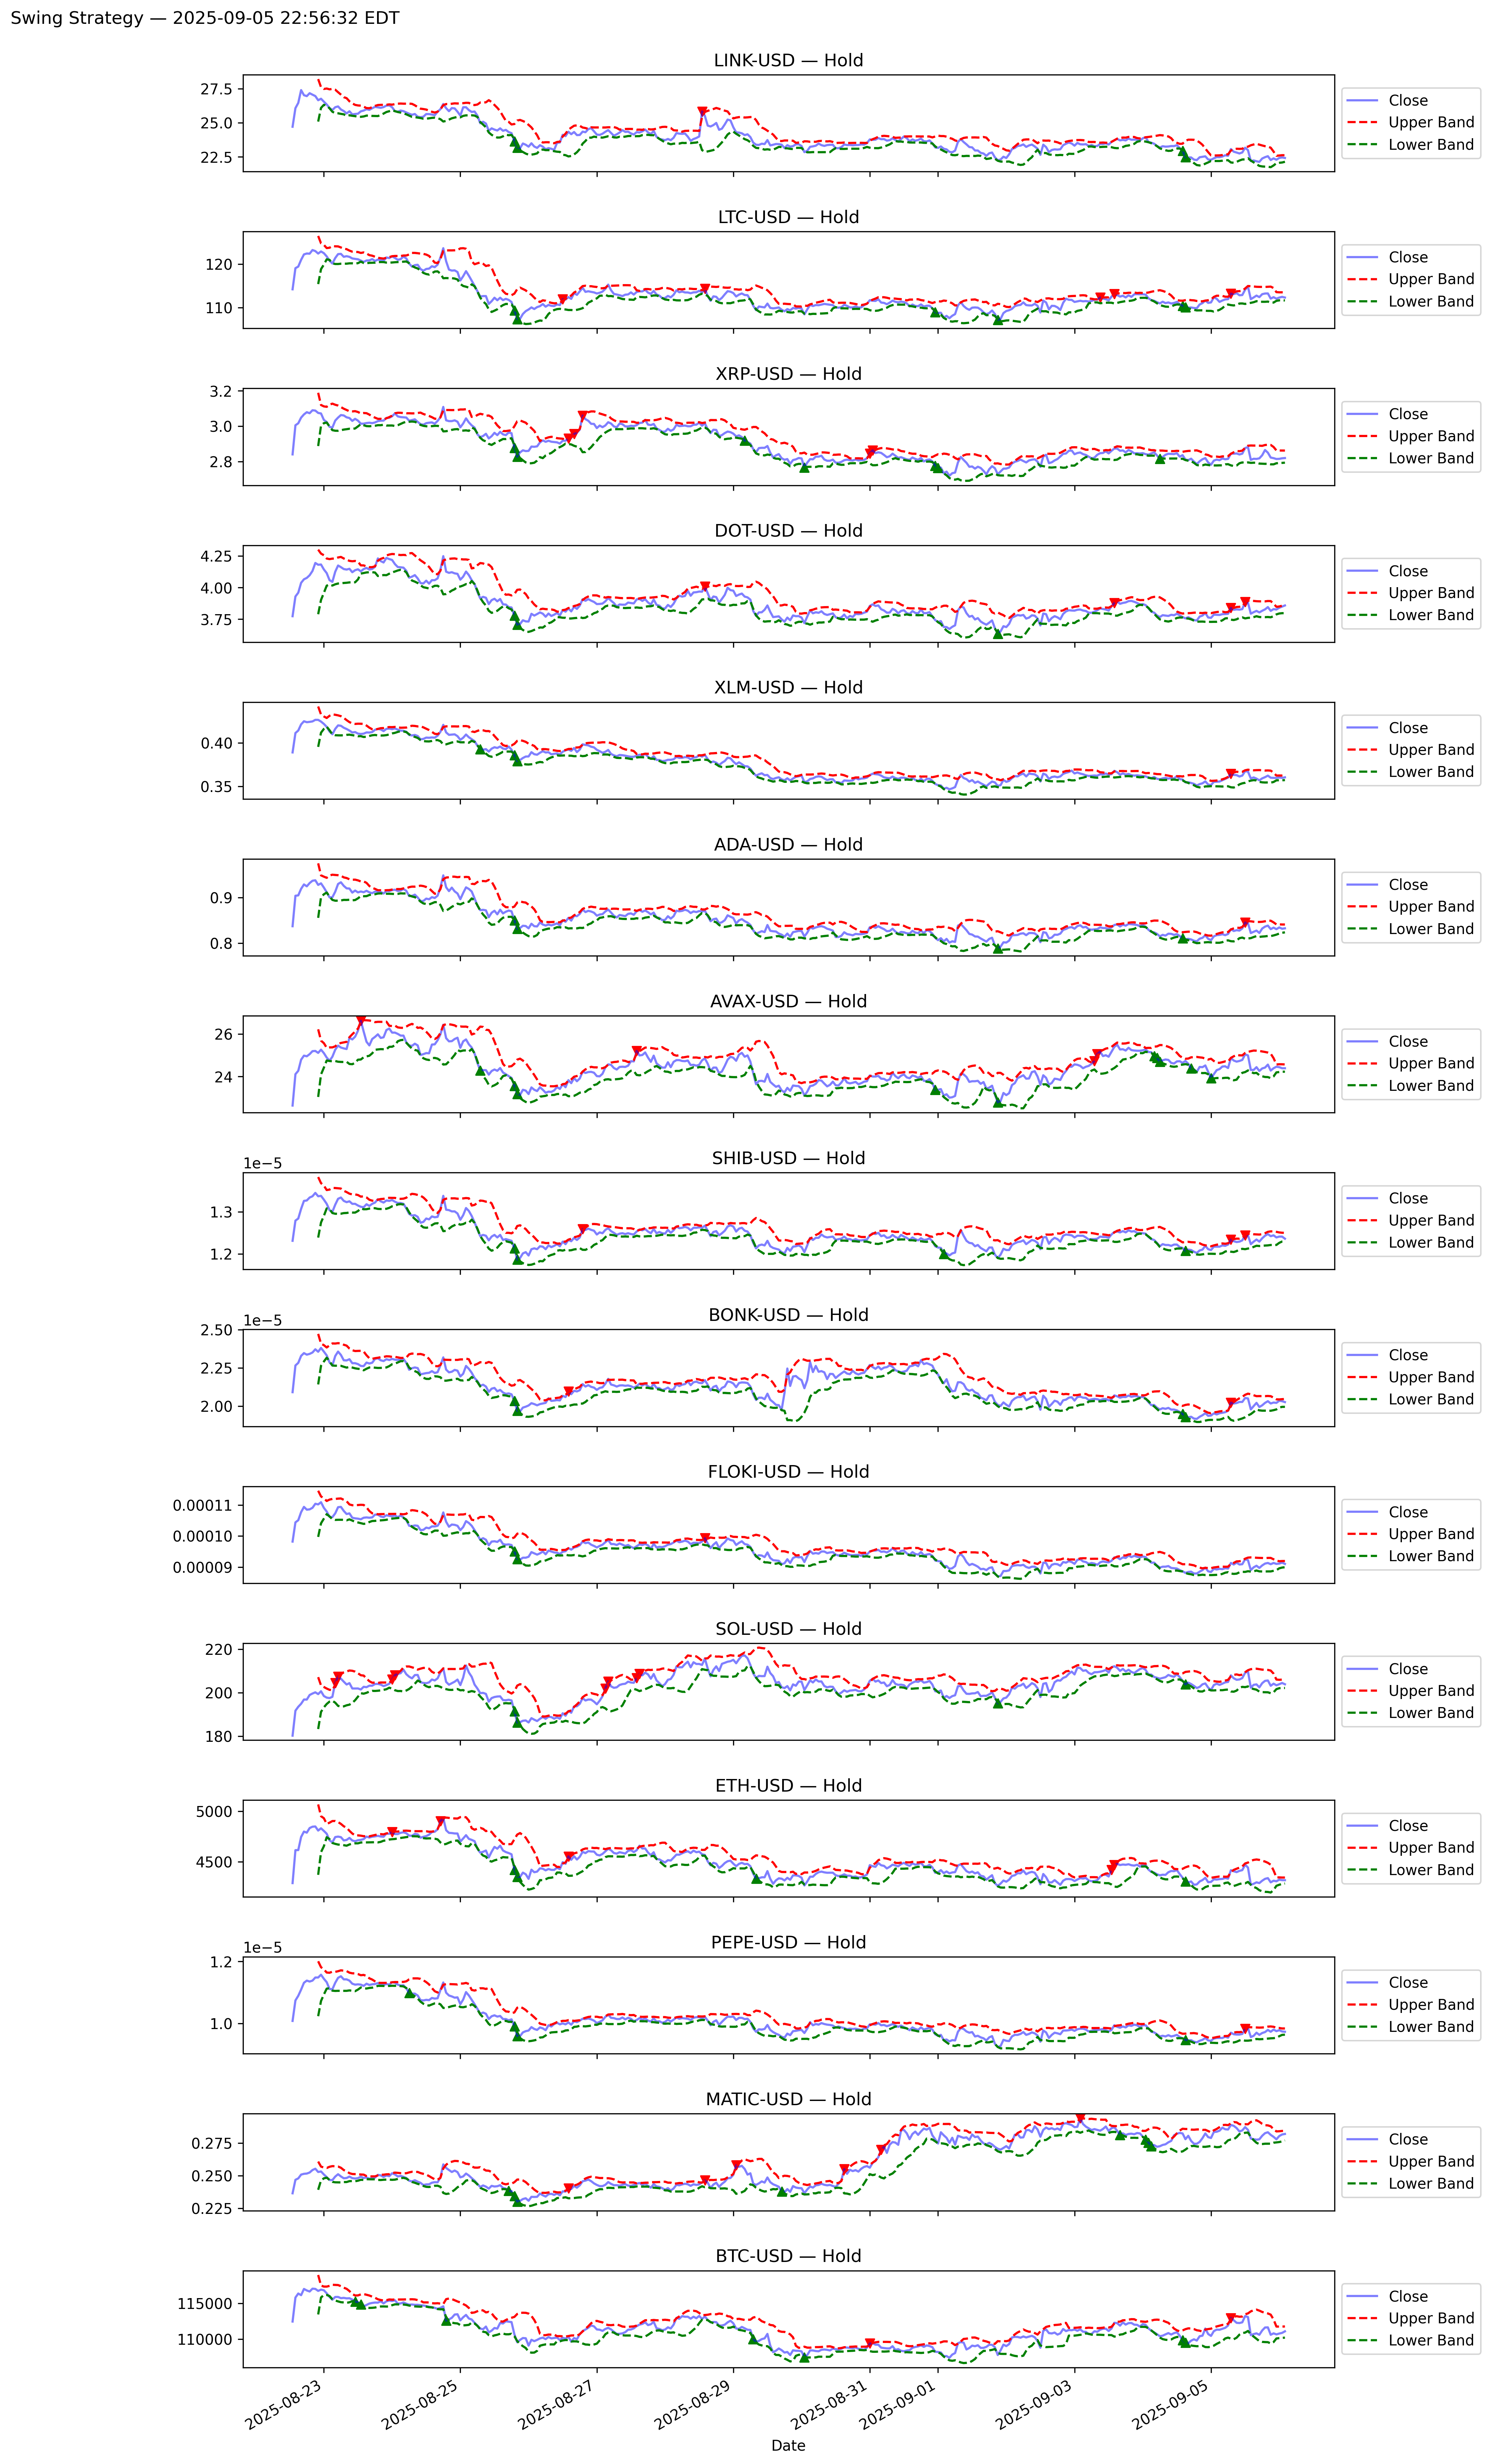 Swing Strategy — 2025-09-05 22:56:32 EDT
LINK-USD — Hold
27.5
25.0
22.5
Close
Upper Band
Lower Band
LTC-USD — Hold
120
110
Close
Upper Band
Lower Band
XRP-USD — Hold
3.2
3.0
2.8
Close
Upper Band
Lower Band
DOT-USD — Hold
4.25
4.00
3.75
Close
Upper Band
Lower Band
XLM-USD — Hold
0.40
0.35
Close
Upper Band
Lower Band
ADA-USD — Hold
0.9
0.8
Close
Upper Band
Lower Band
AVAX-USD — Hold
26
24
Close
Upper Band
Lower Band
SHIB-USD — Hold
1e−5
1.3
1.2
Close
Upper Band
Lower Band
BONK-USD — Hold
1e−5
2.50
2.25
2.00
Close
Upper Band
Lower Band
FLOKI-USD — Hold
0.00011
0.00010
0.00009
Close
Upper Band
Lower Band
SOL-USD — Hold
220
200
180
Close
Upper Band
Lower Band
ETH-USD — Hold
5000
4500
Close
Upper Band
Lower Band
PEPE-USD — Hold
1e−5
1.2
1.0
Close
Upper Band
Lower Band
MATIC-USD — Hold
0.275
0.250
0.225
Close
Upper Band
Lower Band
BTC-USD — Hold
115000
110000
Close
Upper Band
Lower Band
2025-08-23
2025-08-25
2025-08-27
2025-08-29
2025-08-31
2025-09-01
2025-09-03
2025-09-05
Date